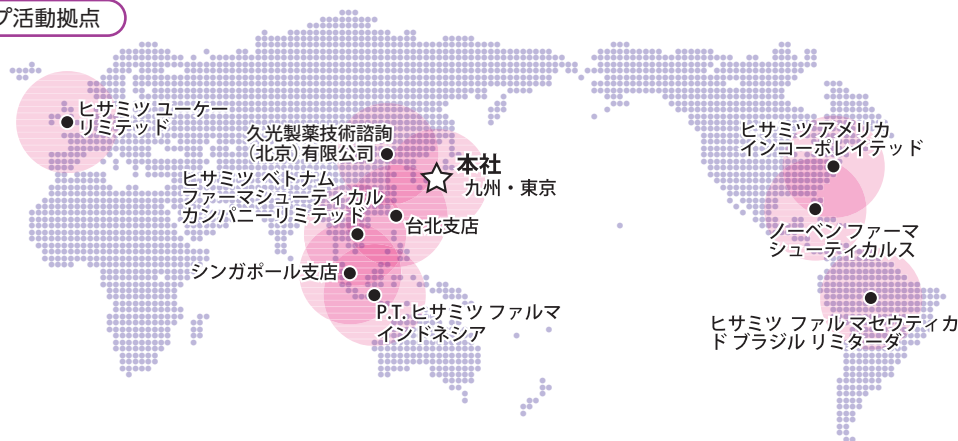 プ活動拠点
ヒサミツ ユーケー
リミテッド
久光製薬技術諮詢
(北京)有限公司
本社
九州・東京
ヒサミツ ベトナム
ファーマシューティカル
カンパニーリミテッド
台北支店
シンガポール支店
P.T. ヒサミツ ファルマ
インドネシア
ヒサミツ アメリカ
インコーポレイテッド
ノーベン ファーマ
シューティカルス
ヒサミツ ファル マセウティカ
ド ブラジル リミターダ